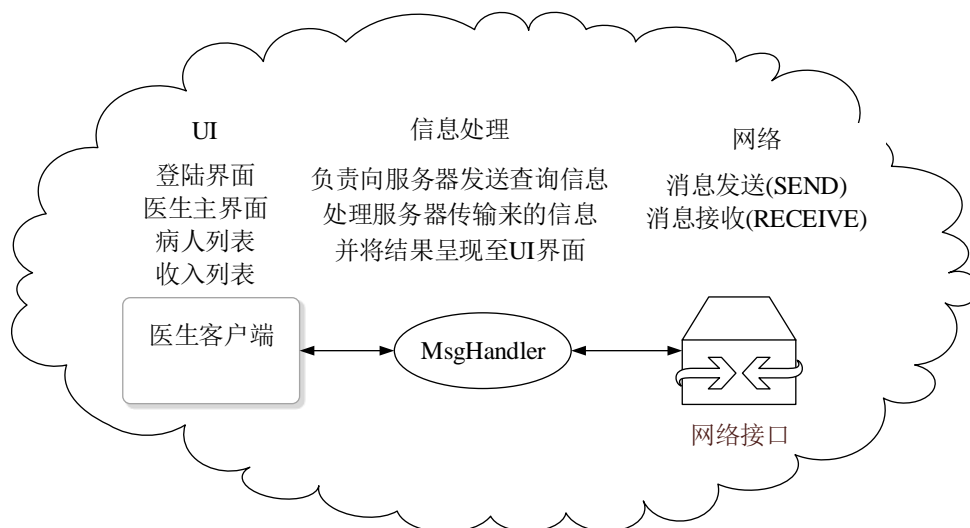 UI
登陆界面
医生主界面
病人列表
收入列表
信息处理
负责向服务器发送查询信息
处理服务器传输来的信息
并将结果呈现至UI界面
网络
消息发送(SEND)
消息接收(RECEIVE)
医生客户端
MsgHandler
网络接口